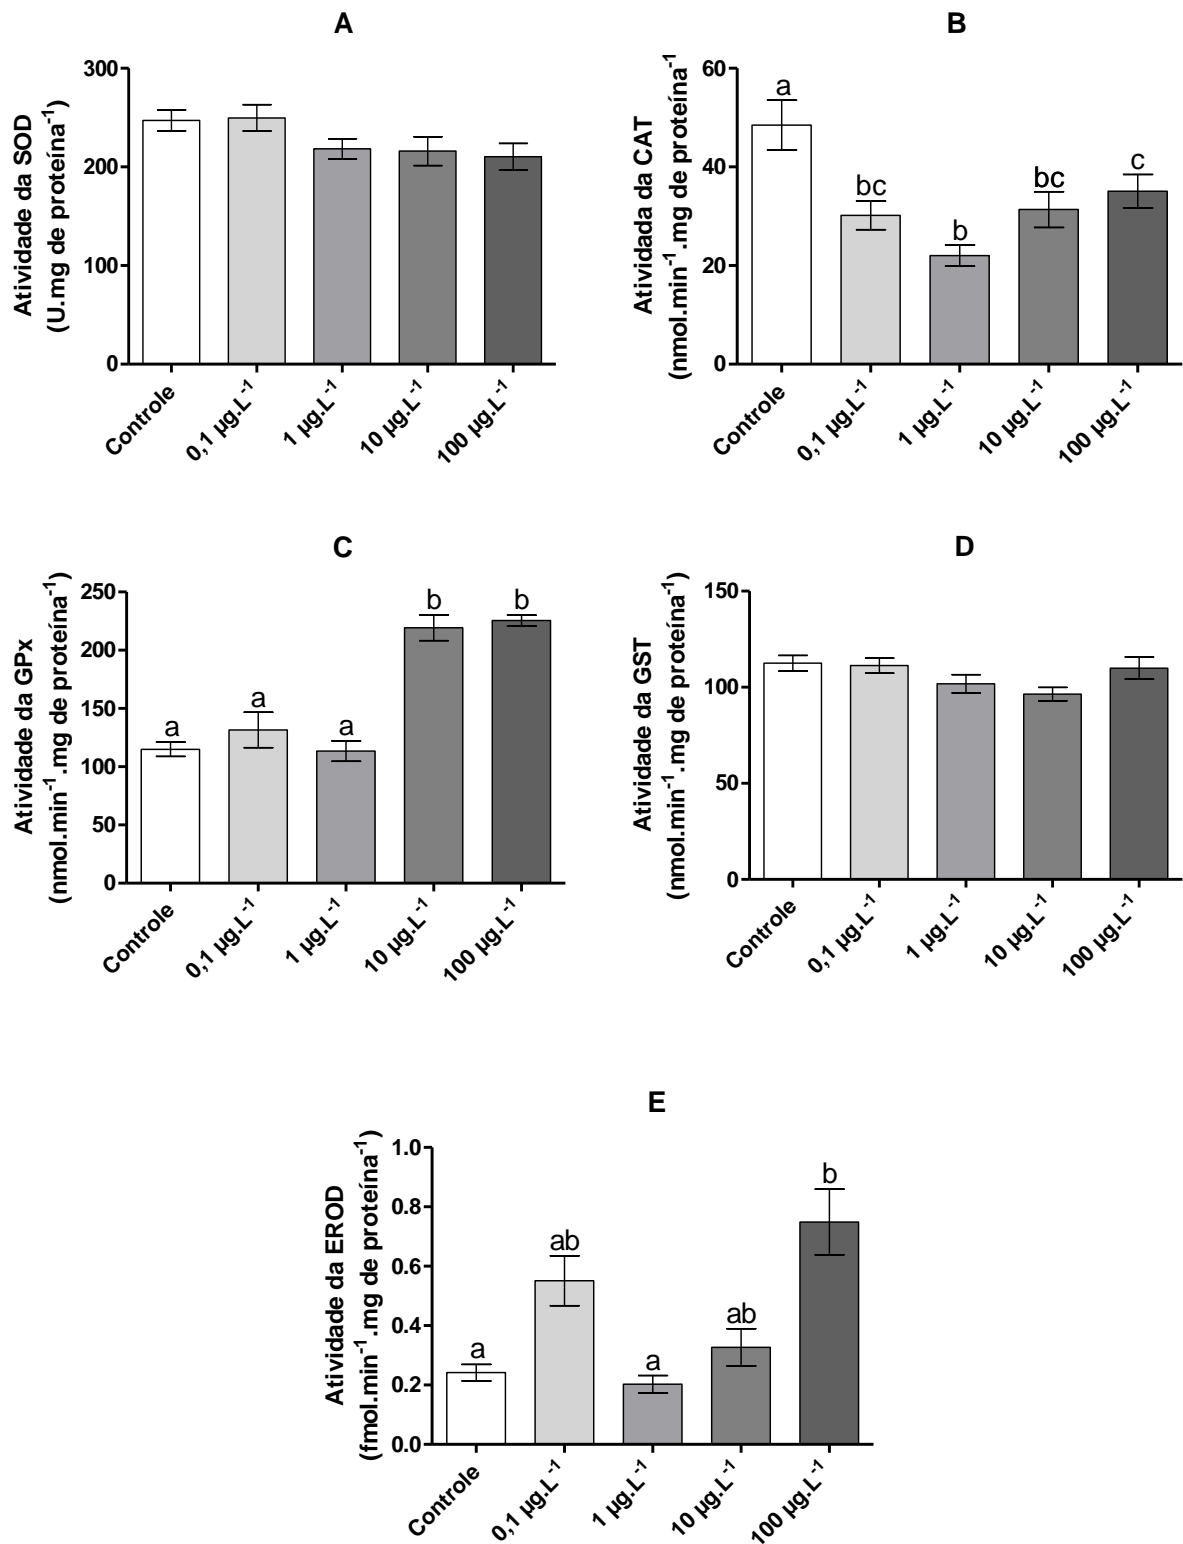 A
Atividade da SOD
(U.mg de proteína⁻¹)
300
200
100
0
Controle
0,1 µg.L⁻¹
1 µg.L⁻¹
10 µg.L⁻¹
100 µg.L⁻¹
B
Atividada da CAT
(nmol.min⁻¹.mg de proteína⁻¹
60
40
20
0
a
bc
b
bc
c
Controle
0,1 µg.L⁻¹
1 µg.L⁻¹
10 µg.L⁻¹
100 µg.L⁻¹
C
Atividade da GPx
(nmol.min⁻¹.mg de proteína⁻¹)
250
200
150
100
50
0
a
a
a
b
b
Controle
0,1 µg.L⁻¹
1 µg.L⁻¹
10 µg.L⁻¹
100 µg.L⁻¹
D
Atividade da GST
(nmol.min⁻¹.mg de proteína⁻¹)
150
100
50
0
Controle
0,1 µg.L⁻¹
1 µg.L⁻¹
10 µg.L⁻¹
100 µg.L⁻¹
E
Atividade da EROD
(fmol.min⁻¹.mg de proteína⁻¹)
1.0
0.8
0.6
0.4
0.2
0.0
a
ab
a
ab
b
Controle
0,1 µg.L⁻¹
1 µg.L⁻¹
10 µg.L⁻¹
100 µg.L⁻¹